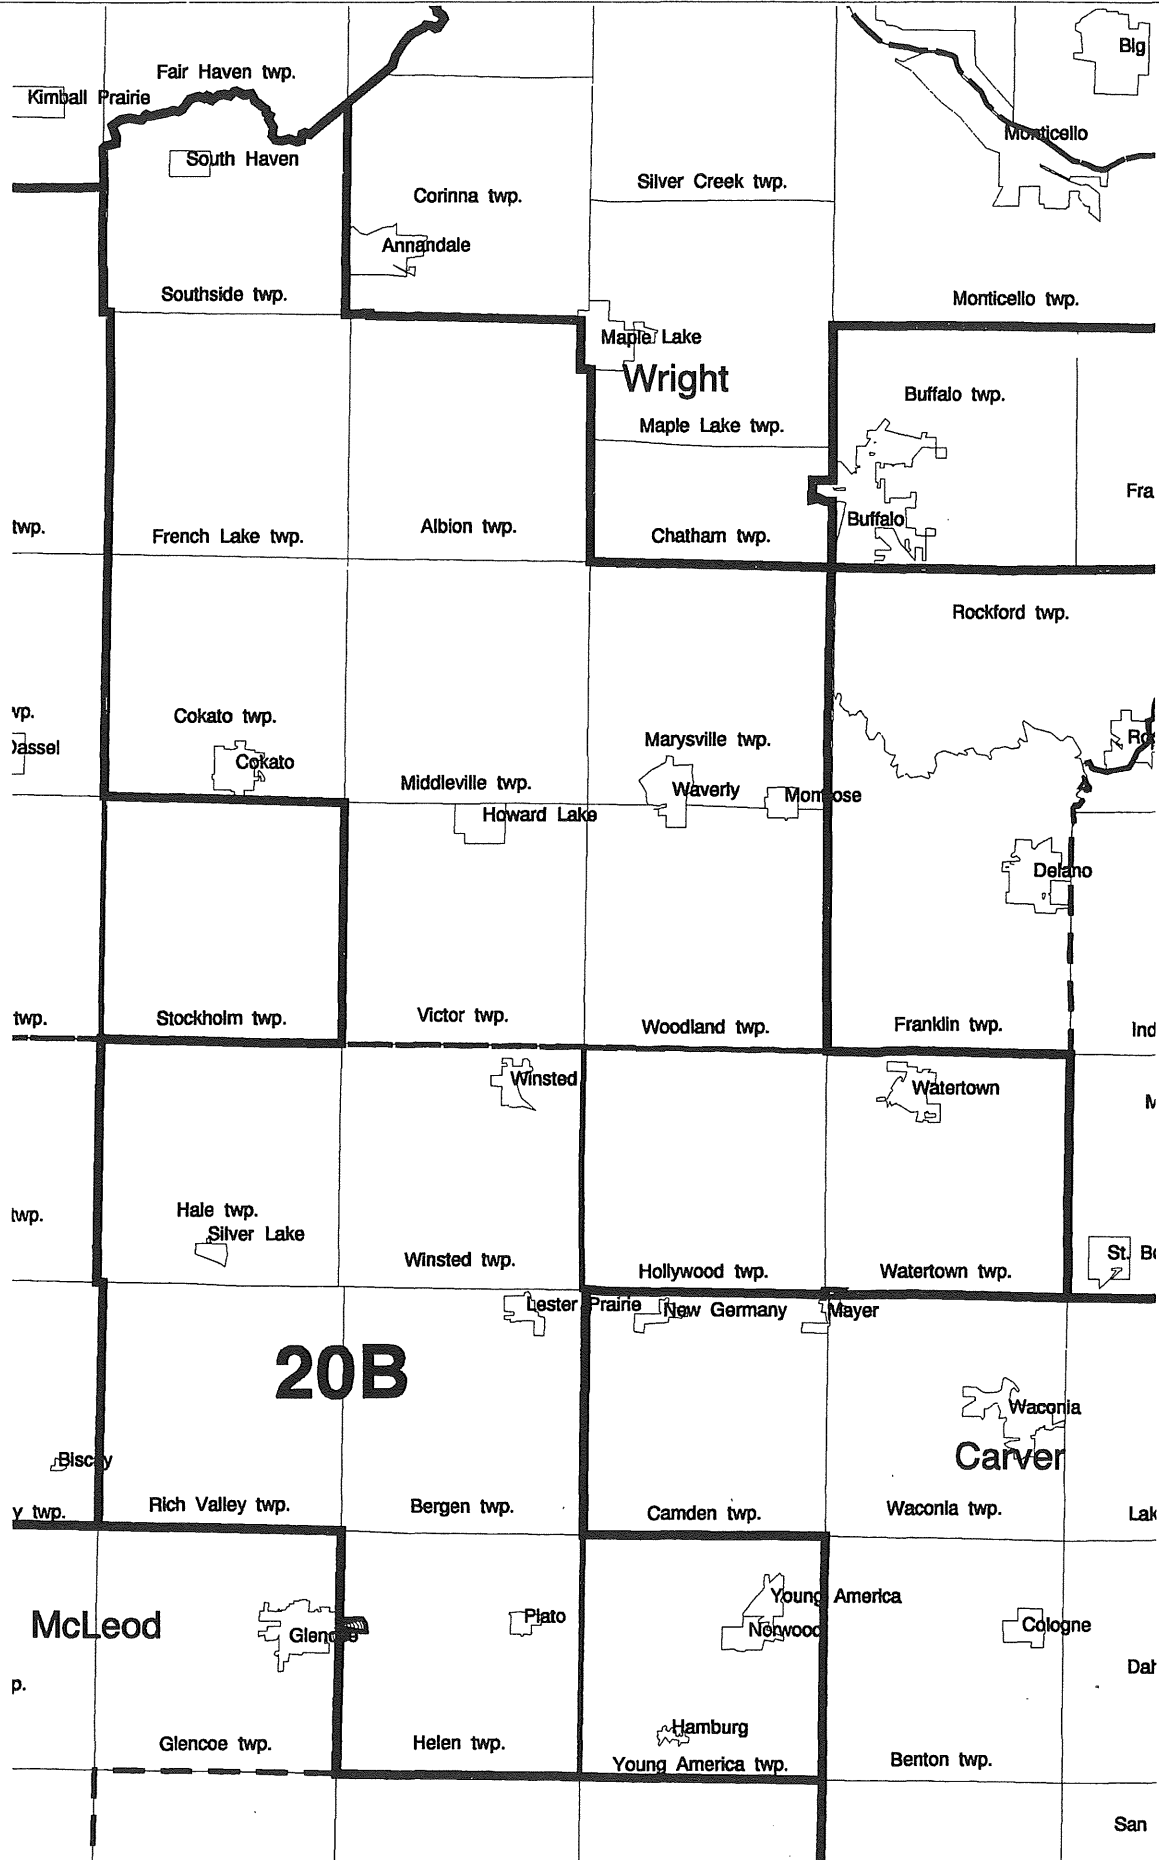 Big
Fair Haven twp.
Kimball Prairie
Monticello
South Haven
Silver Creek twp.
Corinna twp.
Annandale
Southside twp.
Monticello twp.
Maple Lake
Wright
Buffalo twp.
Maple Lake twp.
Fra
Buffalo
twp.
French Lake twp.
Albion twp.
Chatham twp.
Rockford twp.
wp.
Cokato twp.
Marysville twp.
Ro
Dassel
Cokato
Middleville twp.
Waverly
Montrose
Howard Lake
Delano
twp.
Stockholm twp.
Victor twp.
Woodland twp.
Franklin twp.
Ind
Winsted
Watertown
M
twp.
Hale twp.
Silver Lake
Winsted twp.
Hollywood twp.
Watertown twp.
St. Bo
Lester Prairie
New Germany
Mayer
20B
Waconia
Carver
Biscay
y twp.
Rich Valley twp.
Bergen twp.
Camden twp.
Waconia twp.
Lak
Young America
McLeod
Glencoe
Plato
Norwood
Cologne
Dah
p.
Hamburg
Glencoe twp.
Helen twp.
Young America twp.
Benton twp.
San